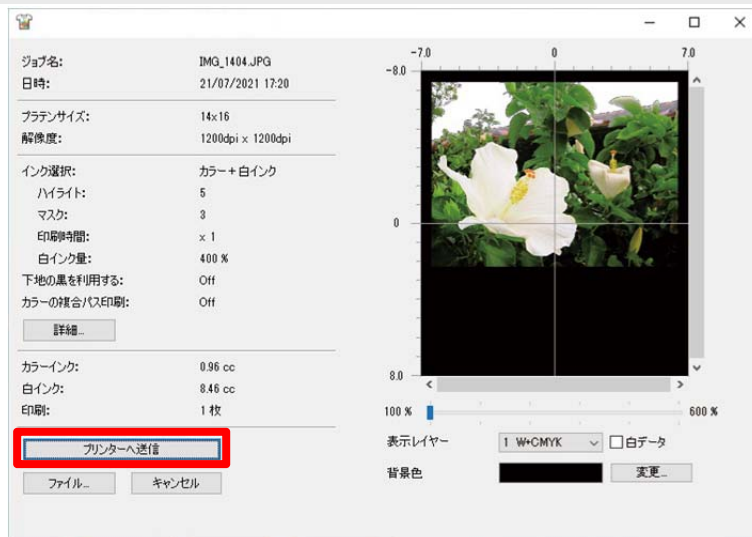 ジョブ名: IMG_1404.JPG
日時: 21/07/2021 17:20
プラテンサイズ: 14x16
解像度: 1200dpi x 1200dpi
インク選択: カラー+白インク
ハイライト: 5
マスク: 3
印刷時間: x 1
白インク量: 400 %
下地の黒を利用する: Off
カラーの複合パス印刷: Off
詳細...
カラーインク: 0.96 cc
白インク: 8.46 cc
印刷: 1 枚
プリンターへ送信
ファイル... キャンセル
-7.0 0 7.0
-8.0
0
8.0
100 % 600 %
表示レイヤー 1 W+CMYK 白データ
背景色 変更...